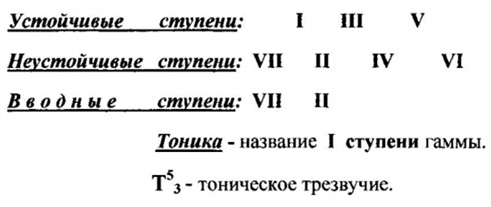 Устойчивые ступени: I III V
Неустойчивые ступени: VII II IV VI
Вводные ступени: VII II
Тоника - название I ступени гаммы.
Т⁵₃ - тоническое трезвучие.